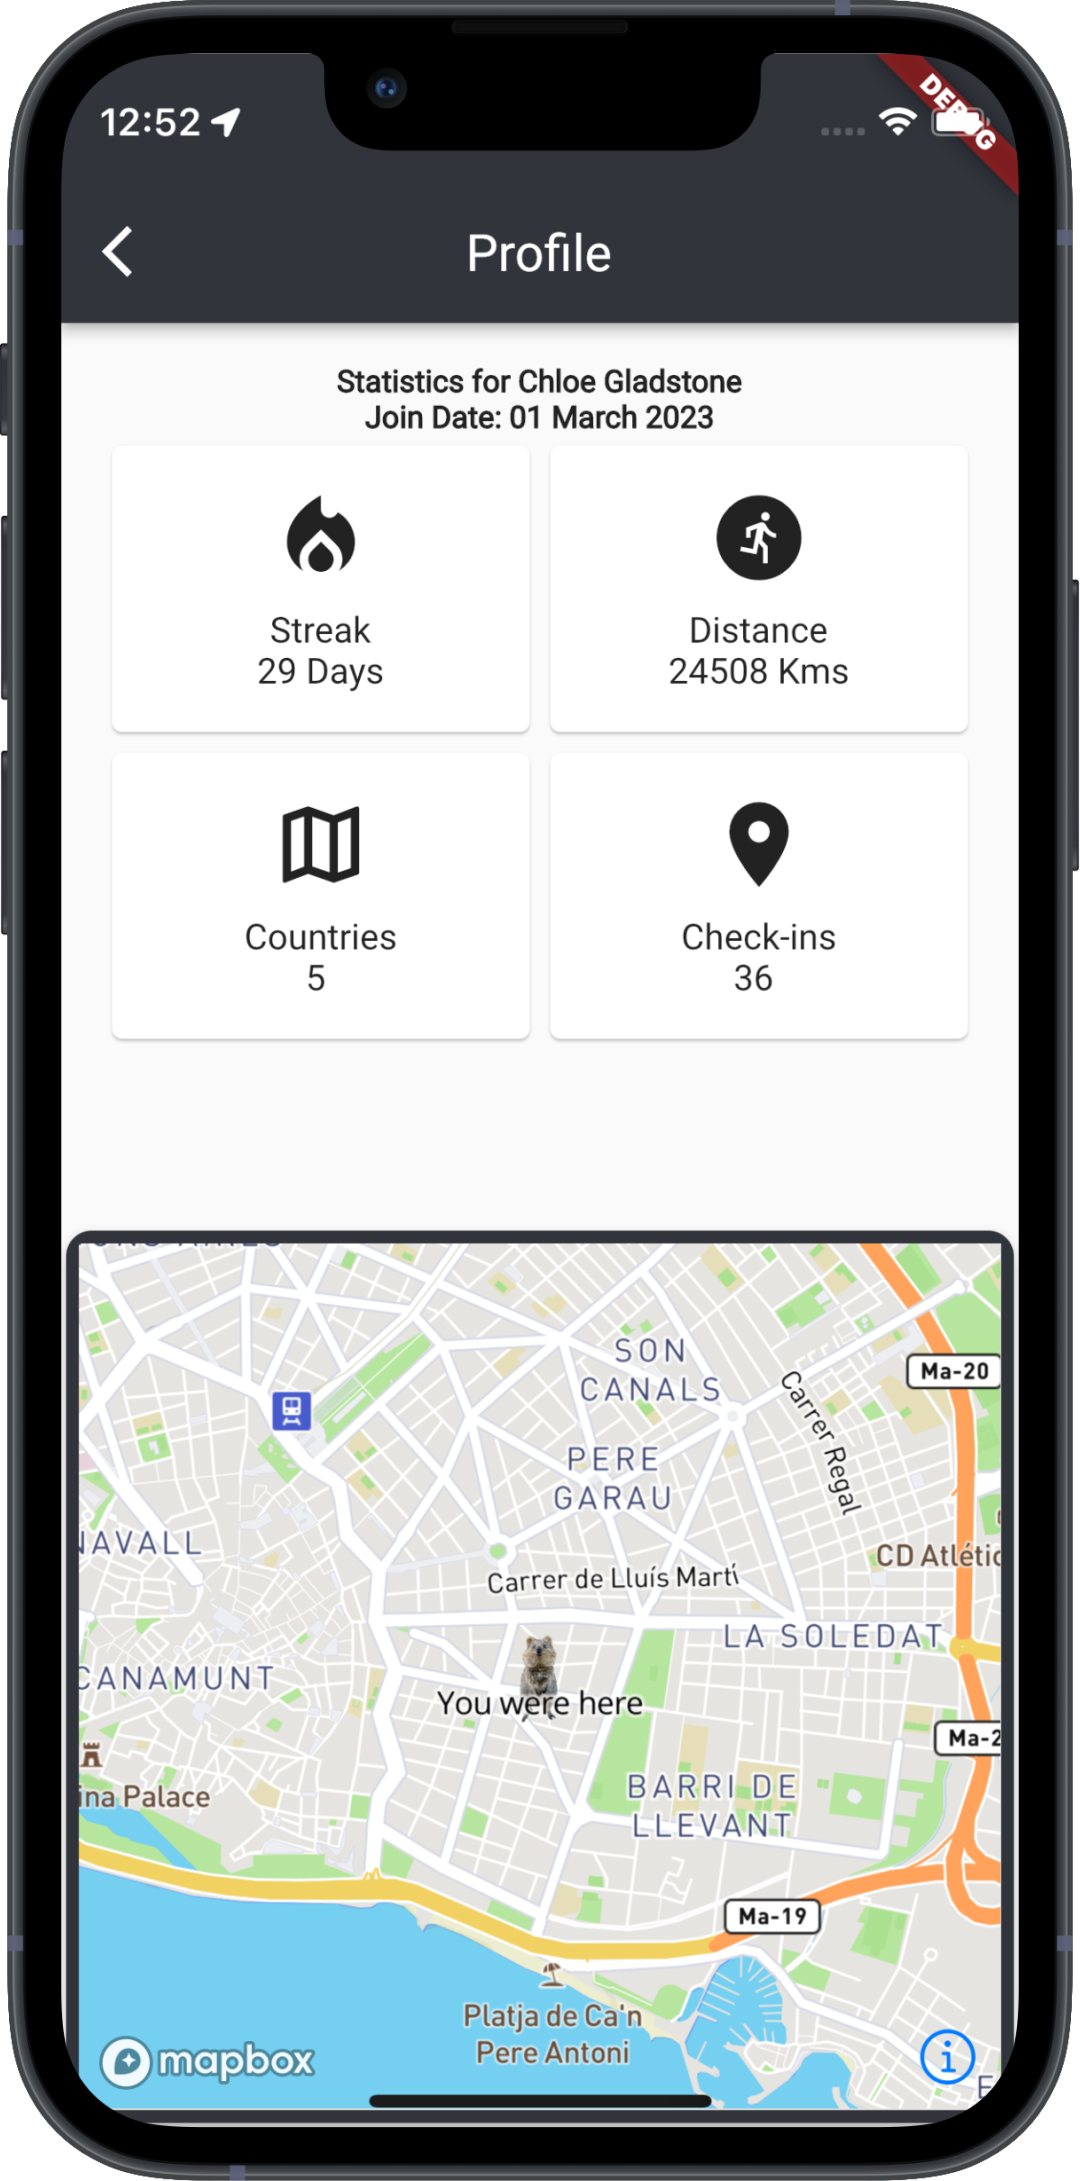 12:52
DEBUG
Profile
Statistics for Chloe Gladstone
Join Date: 01 March 2023
Streak
29 Days
Distance
24508 Kms
Countries
5
Check-ins
36
SON
CANALS
Ma-20
Carrer Regal
PERE
GARAU
NAVALL
CD Atlétic
Carrer de Lluís Martí
LA SOLEDAT
CANAMUNT
You were here
Ma-2
ina Palace
BARRI DE
LLEVANT
Ma-19
Platja de Ca'n
Pere Antoni
mapbox
i
E